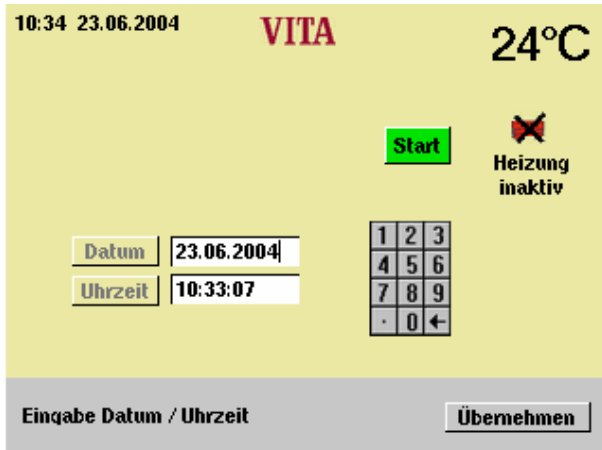 10:34 23.06.2004
VITA
24°C
Start
Heizung
inaktiv
Datum 23.06.2004
Uhrzeit 10:33:07
1 2 3
4 5 6
7 8 9
· 0 ←
Eingabe Datum / Uhrzeit
Übernehmen